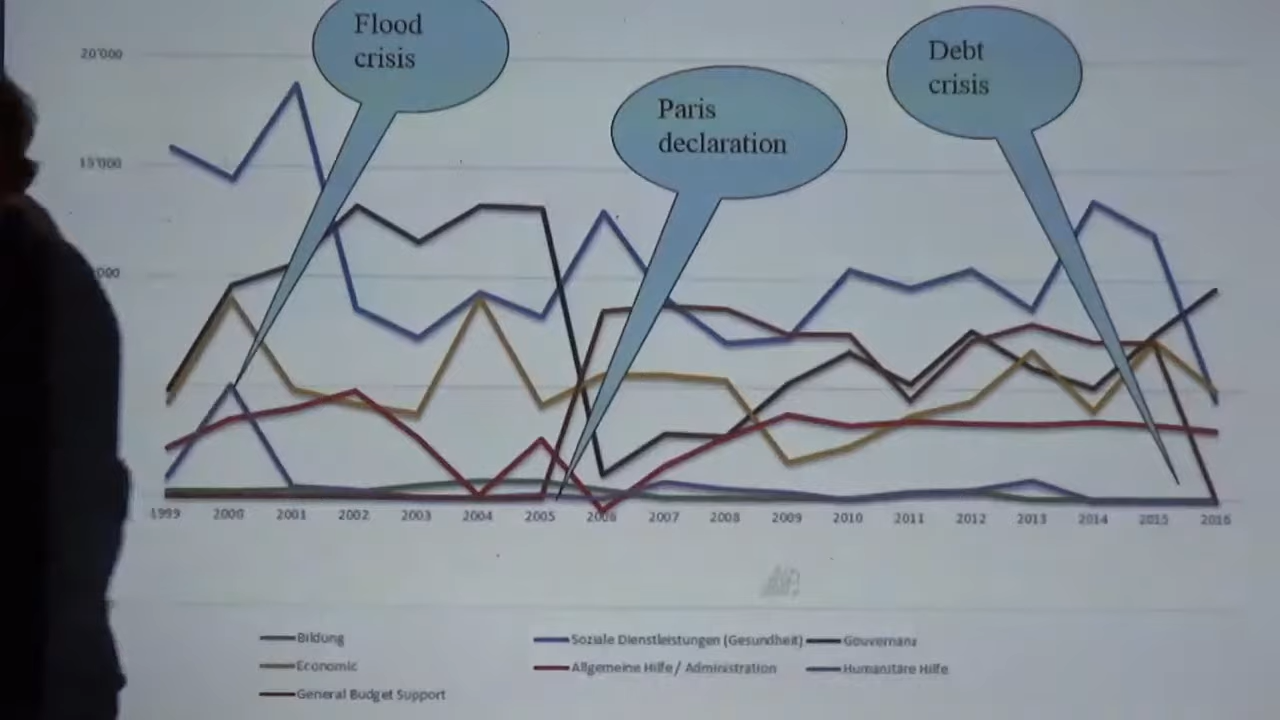 Flood
crisis
Debt
crisis
Paris
declaration
20'000
15'000
000
1999 2000 2001 2002 2003 2004 2005 2006 2007 2008 2009 2010 2011 2012 2013 2014 2015 2016
Bildung Soziale Dienstleistungen (Gesundheit) Gouvernanz
Economic Allgemeine Hilfe / Administration Humanitäre Hilfe
General Budget Support